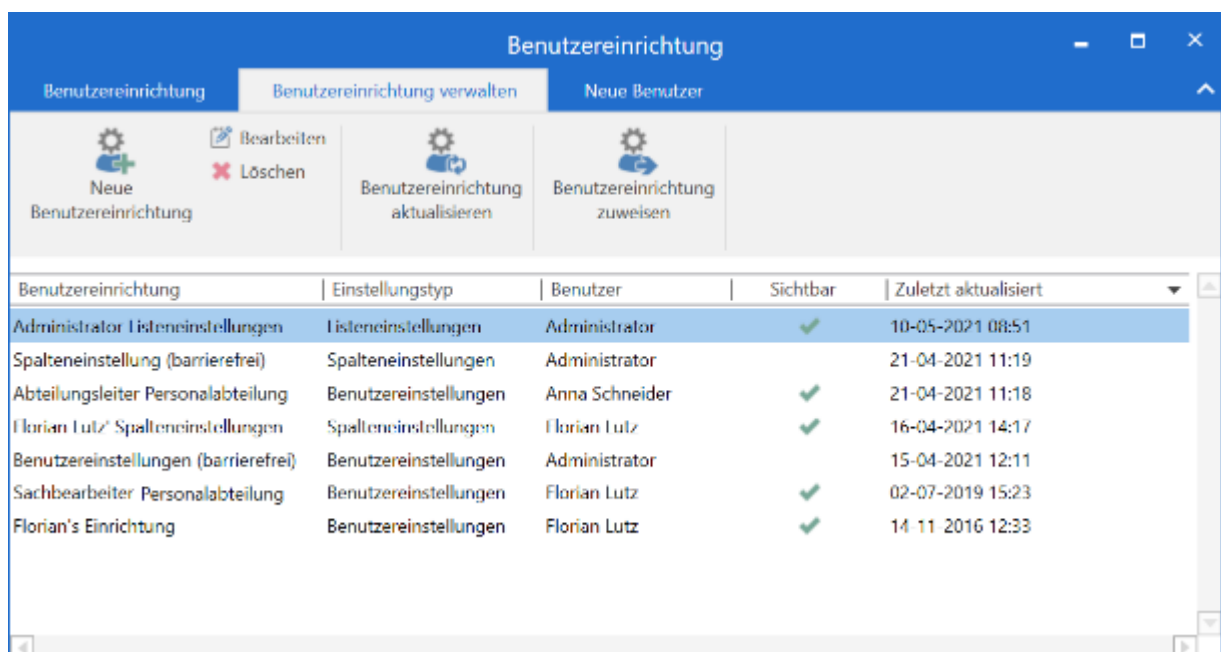 Benutzereinrichtung
Benutzereinrichtung Benutzereinrichtung verwalten Neue Benutzer
Neue Benutzereinrichtung
Bearbeiten
Löschen
Benutzereinrichtung aktualisieren
Benutzereinrichtung zuweisen
Benutzereinrichtung Einstellungstyp Benutzer Sichtbar Zuletzt aktualisiert
Administrator Listeneinstellungen Listeneinstellungen Administrator 10-05-2021 08:51
Spalteneinstellung (barrierefrei) Spalteneinstellungen Administrator 21-04-2021 11:19
Abteilungsleiter Personalabteilung Benutzereinstellungen Anna Schneider 21-04-2021 11:18
Florian Lutz' Spalteneinstellungen Spalteneinstellungen Florian Lutz 16-04-2021 14:17
Benutzereinstellungen (barrierefrei) Benutzereinstellungen Administrator 15-04-2021 12:11
Sachbearbeiter Personalabteilung Benutzereinstellungen Florian Lutz 02-07-2019 15:23
Florian's Einrichtung Benutzereinstellungen Florian Lutz 14-11-2016 12:33